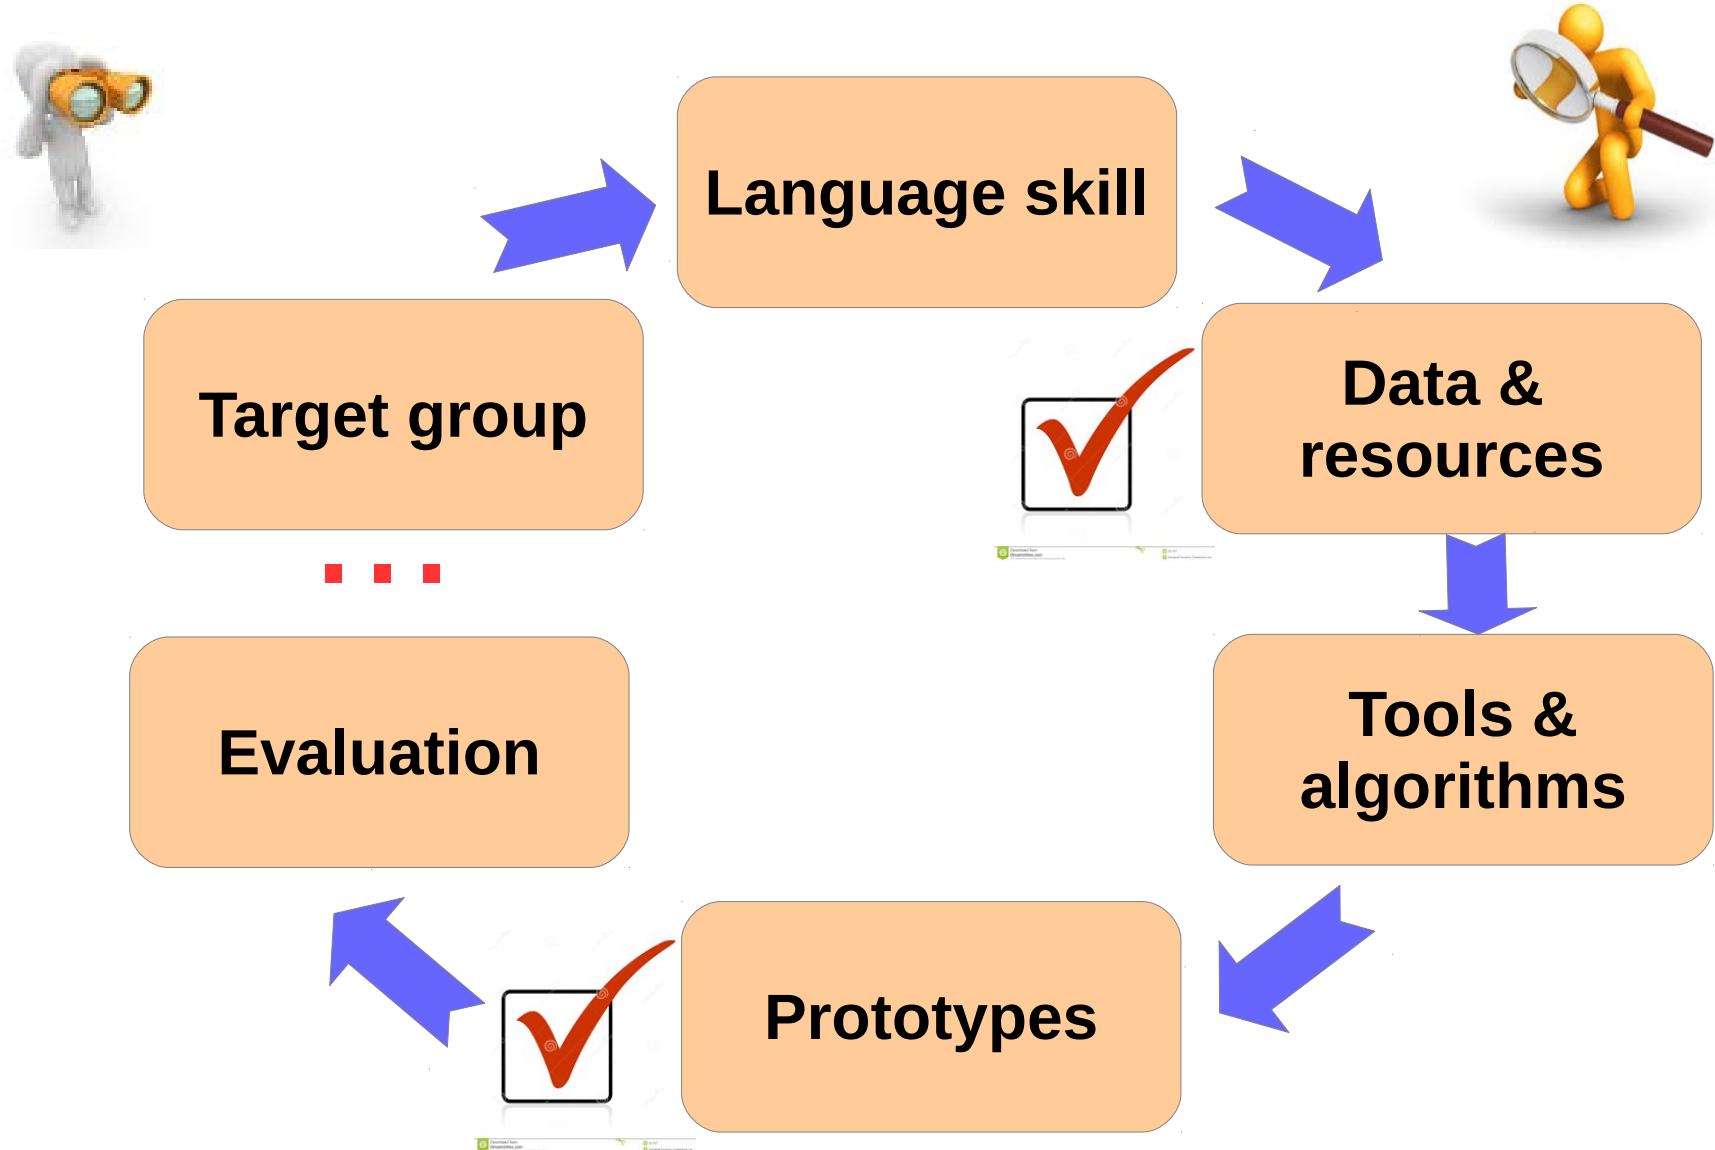 Language skill
Target group
Data &
resources
Evaluation
Tools &
algorithms
Prototypes